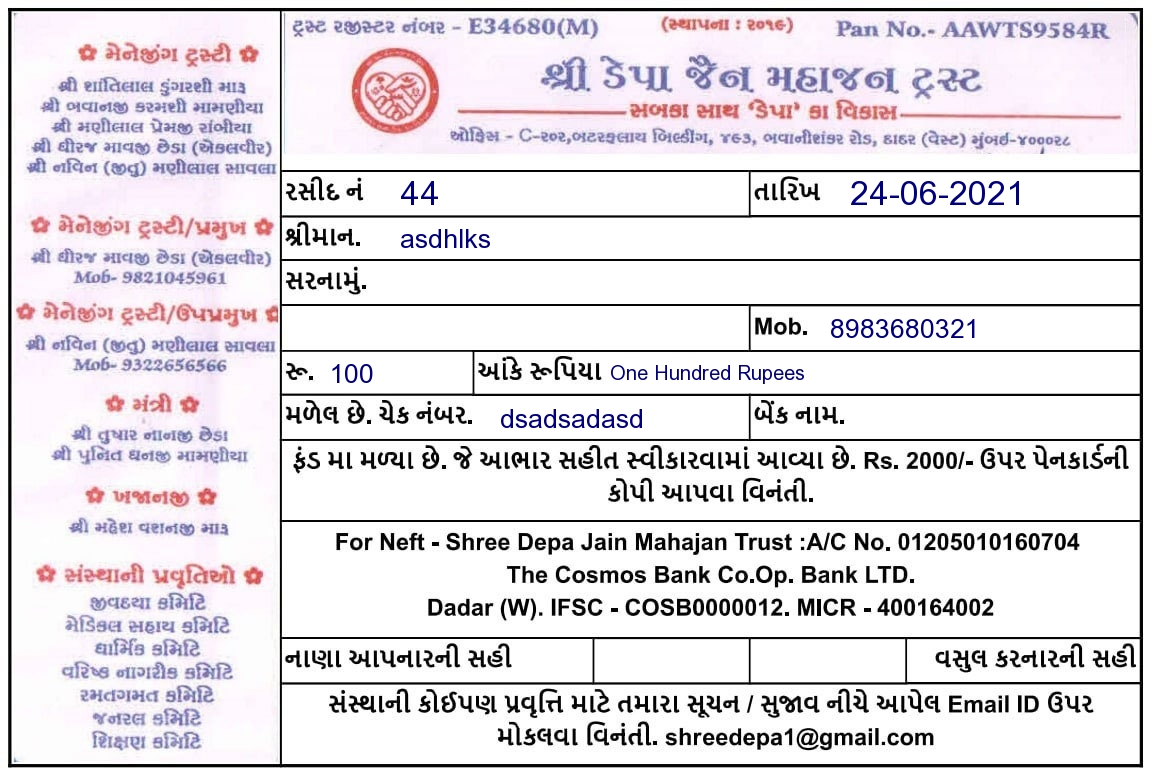 ✿ મેનેજીંગ ટ્રસ્ટી ✿
શ્રી શાંતિલાલ ડુંગરશી મારૂ
શ્રી ભવાનજી કરમશી મામણીયા
શ્રી મણીલાલ પ્રેમજી રાંભીયા
શ્રી ધીરજ માવજી છેડા (એકલવીર)
શ્રી નવિન (જીતુ) મણીલાલ સાવલા
✿ મેનેજીંગ ટ્રસ્ટી/પ્રમુખ ✿
શ્રી ધીરજ માવજી છેડા (એકલવીર)
Mob- 9821045961
✿ મેનેજીંગ ટ્રસ્ટી/ઉપપ્રમુખ ✿
શ્રી નવિન (જીતુ) મણીલાલ સાવલા
Mob- 9322656566
✿ મંત્રી ✿
શ્રી તુષાર નાનજી છેડા
શ્રી પુનિત ધનજી મામણીયા
✿ ખજાનજી ✿
શ્રી મહેશ વશનજી મારૂ
✿ સંસ્થાની પ્રવૃતિઓ ✿
જીવદયા કમિટિ
મેડિકલ સહાય કમિટિ
ધાર્મિક કમિટિ
વરિષ્ક નાગરીક કમિટિ
રમતગમત કમિટિ
જનરલ કમિટિ
શિક્ષણ કમિટિ
ટ્રસ્ટ રજીસ્ટર નંબર - E34680(M) (સ્થાપના : ૨૦૧૯) Pan No.- AAWTS9584R
શ્રી ડેપા જૈન મહાજન ટ્રસ્ટ
સબકા સાથ 'ડેપા' કા વિકાસ
ઓફિસ - C-૨૦૨,બટરફલાય બિલ્ડીંગ, ૪૬૩, ભવાનીશંકર રોડ, દાદર (વેસ્ટ) મુંબઇ-૪૦૦૦૨૮
રસીદ નં 44 તારિખ 24-06-2021
શ્રીમાન. asdhlks
સરનામું.
Mob. 8983680321
રૂ. 100 આંકે રૂપિયા One Hundred Rupees
મળેલ છે. ચેક નંબર. dsadsadasd બેંક નામ.
ફંડ મા મળ્યા છે. જે આભાર સહીત સ્વીકારવામાં આવ્યા છે. Rs. 2000/- ઉપર પેનકાર્ડની
કોપી આપવા વિનંતી.
For Neft - Shree Depa Jain Mahajan Trust :A/C No. 01205010160704
The Cosmos Bank Co.Op. Bank LTD.
Dadar (W). IFSC - COSB0000012. MICR - 400164002
નાણા આપનારની સહી વસુલ કરનારની સહી
સંસ્થાની કોઈપણ પ્રવૃત્તિ માટે તમારા સૂચન / સુજાવ નીચે આપેલ Email ID ઉપર
મોકલવા વિનંતી. shreedepa1@gmail.com